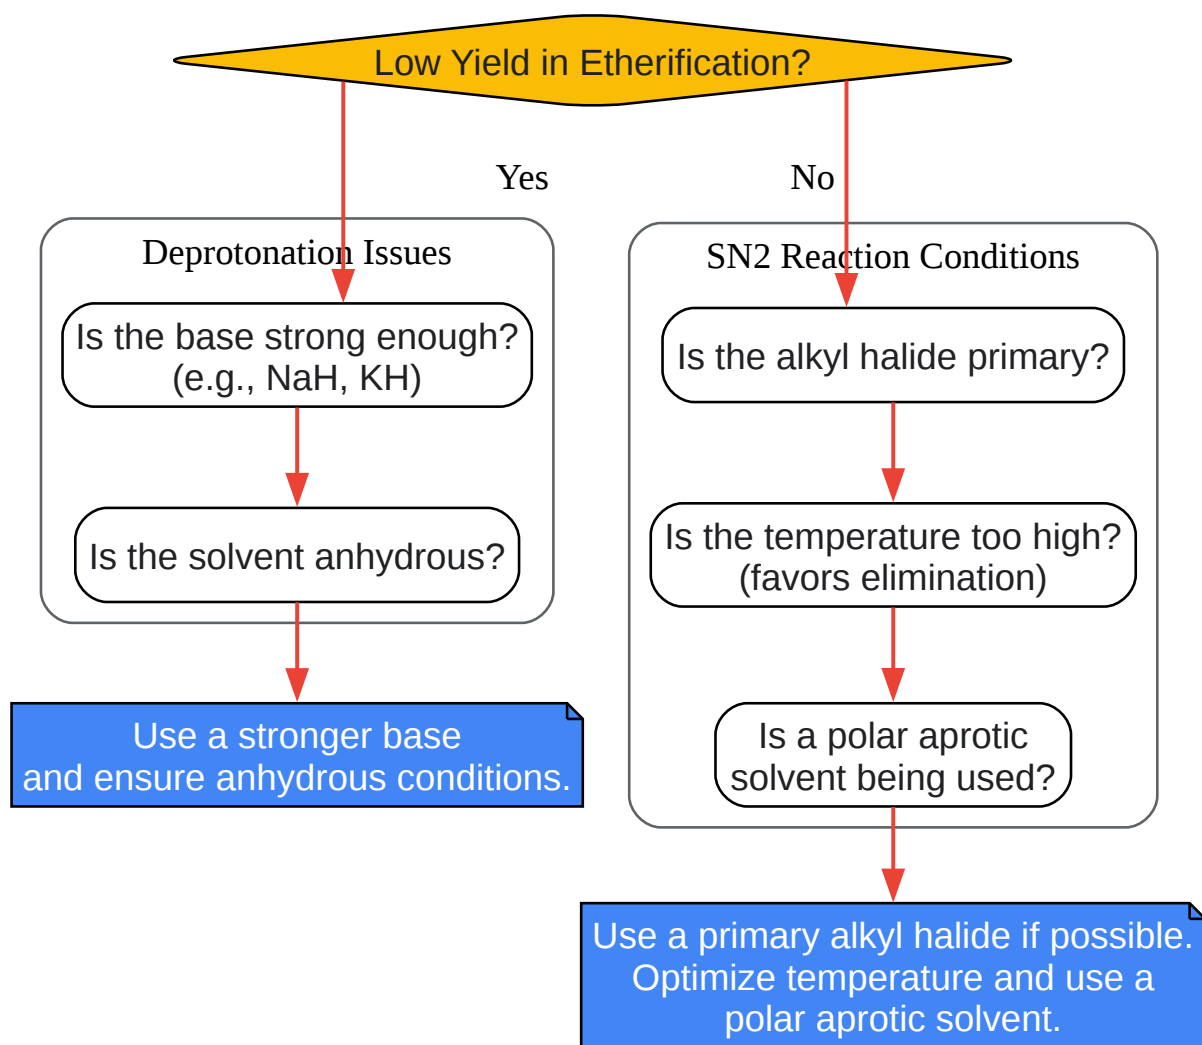 Low Yield in Etherification?
Yes
No
Deprotonation Issues
Is the base strong enough?
(e.g., NaH, KH)
Is the solvent anhydrous?
Use a stronger base
and ensure anhydrous conditions.
SN2 Reaction Conditions
Is the alkyl halide primary?
Is the temperature too high?
(favors elimination)
Is a polar aprotic
solvent being used?
Use a primary alkyl halide if possible.
Optimize temperature and use a
polar aprotic solvent.